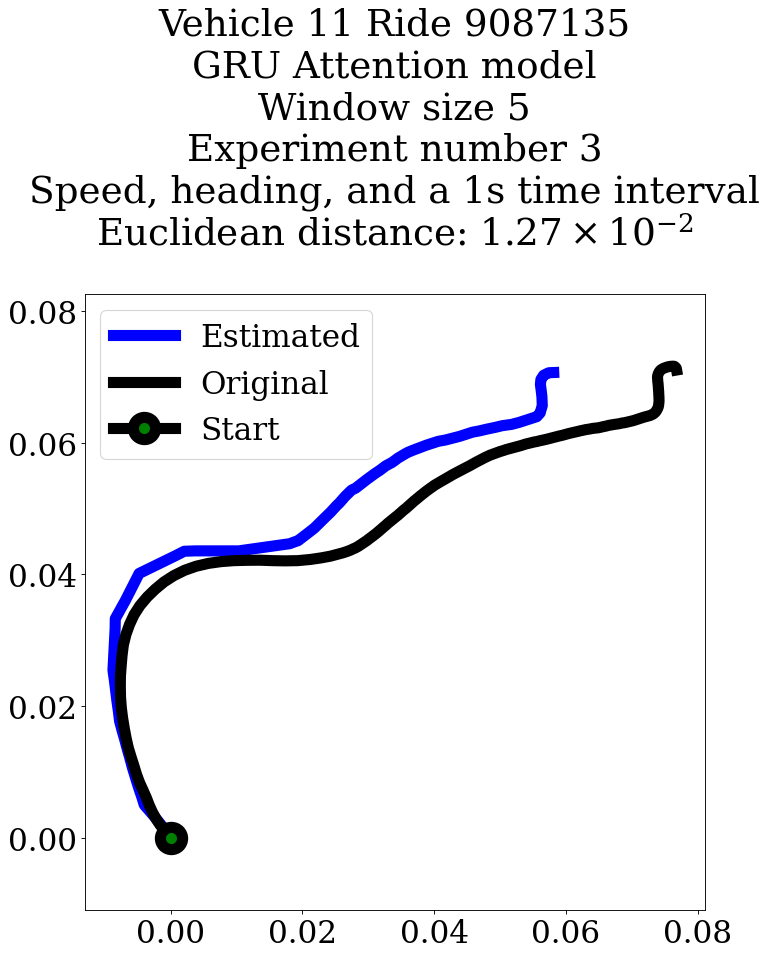 Vehicle 11 Ride 9087135
GRU Attention model
Window size 5
Experiment number 3
Speed, heading, and a 1s time interval
Euclidean distance: 1.27 × 10⁻²
0.08
0.06
0.04
0.02
0.00
Estimated
Original
Start
0.00 0.02 0.04 0.06 0.08